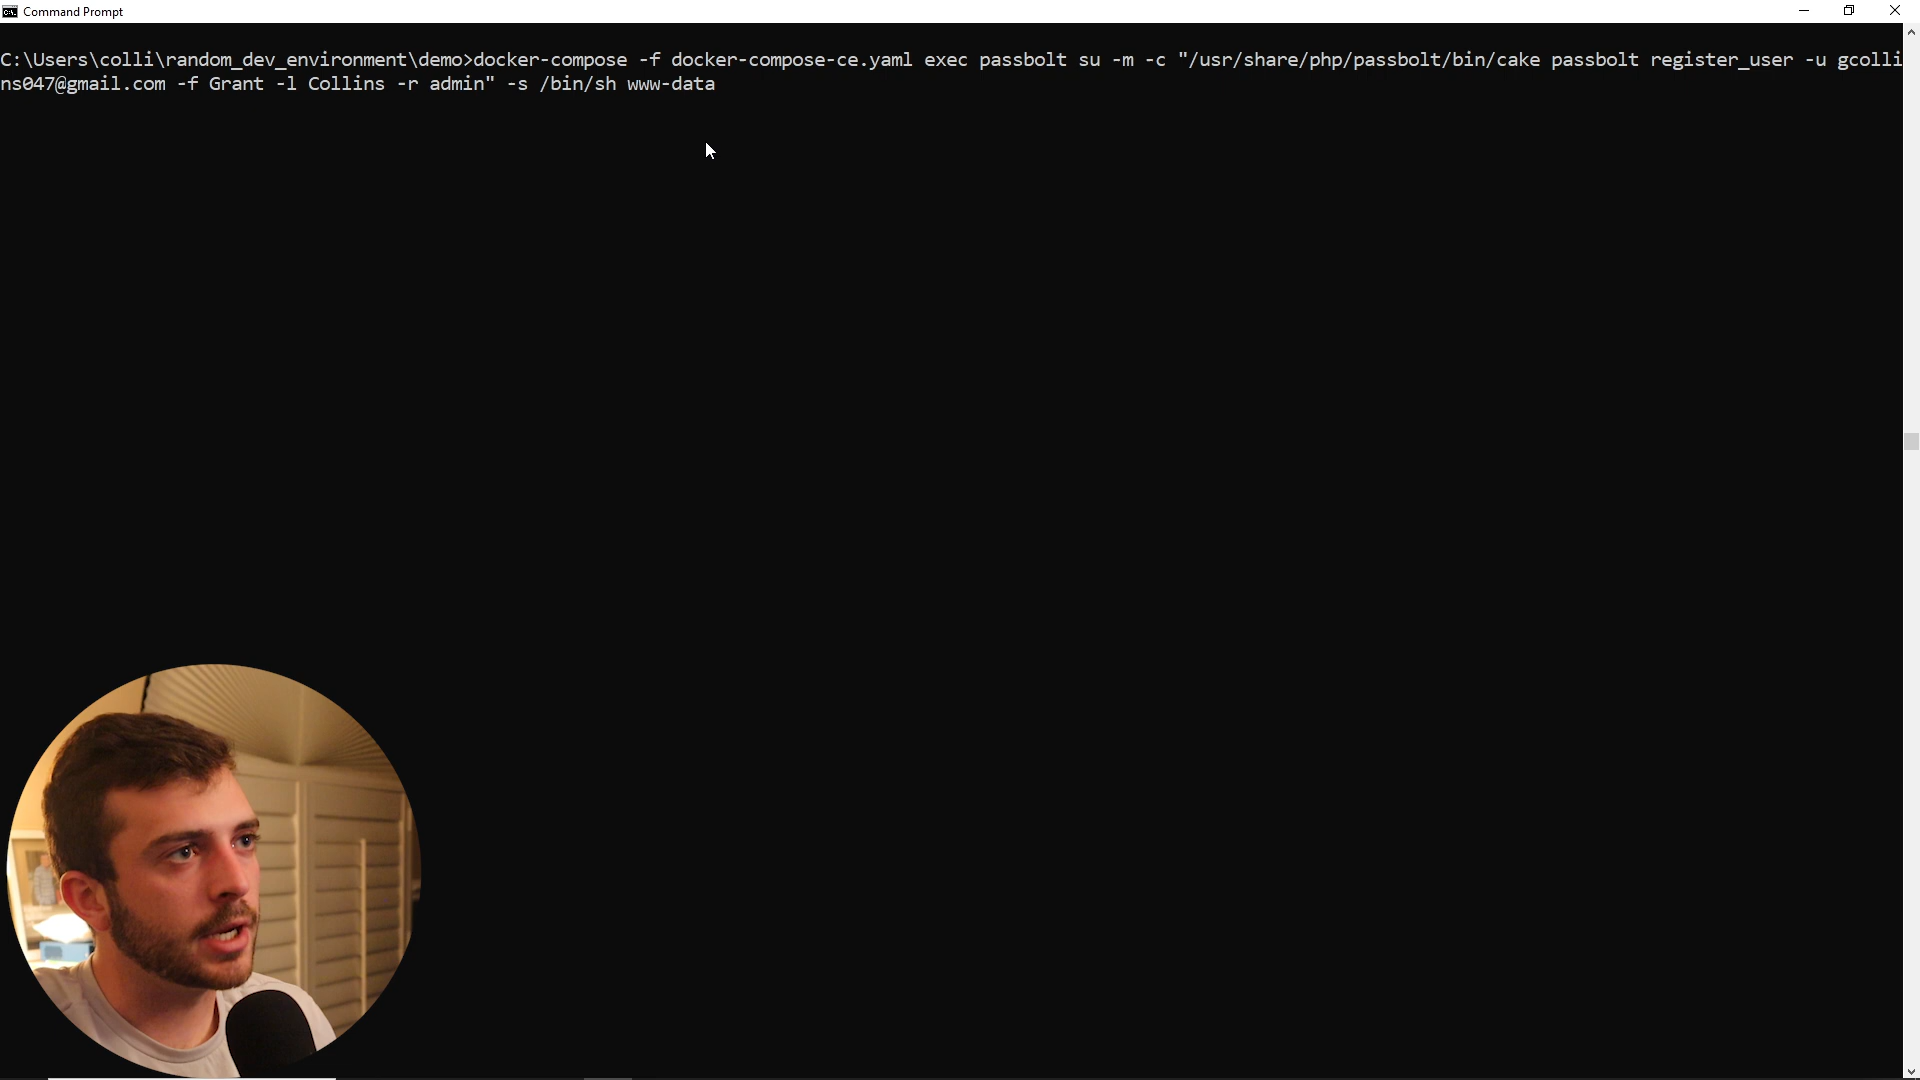 Command Prompt
C:\Users\colli\random_dev_environment\demo>docker-compose -f docker-compose-ce.yaml exec passbolt su -m -c "/usr/share/php/passbolt/bin/cake passbolt register_user -u gcolli
ns047@gmail.com -f Grant -l Collins -r admin" -s /bin/sh www-data